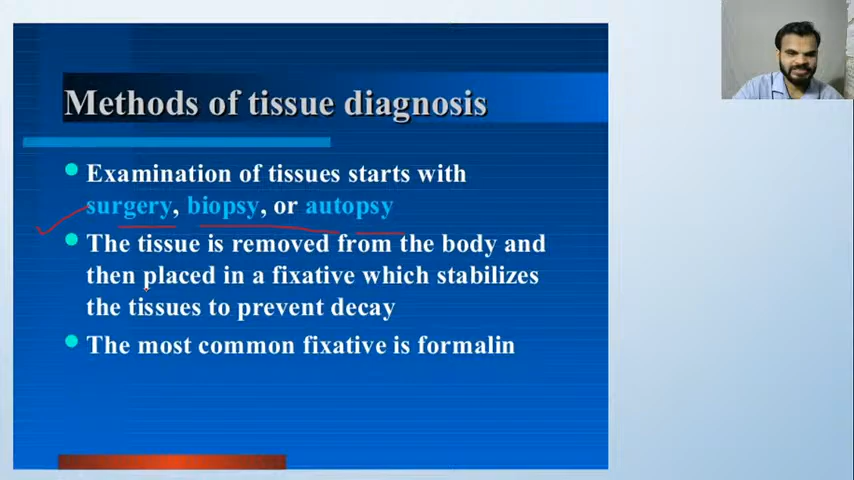 Methods of tissue diagnosis
Examination of tissues starts with
surgery, biopsy, or autopsy
The tissue is removed from the body and
then placed in a fixative which stabilizes
the tissues to prevent decay
The most common fixative is formalin